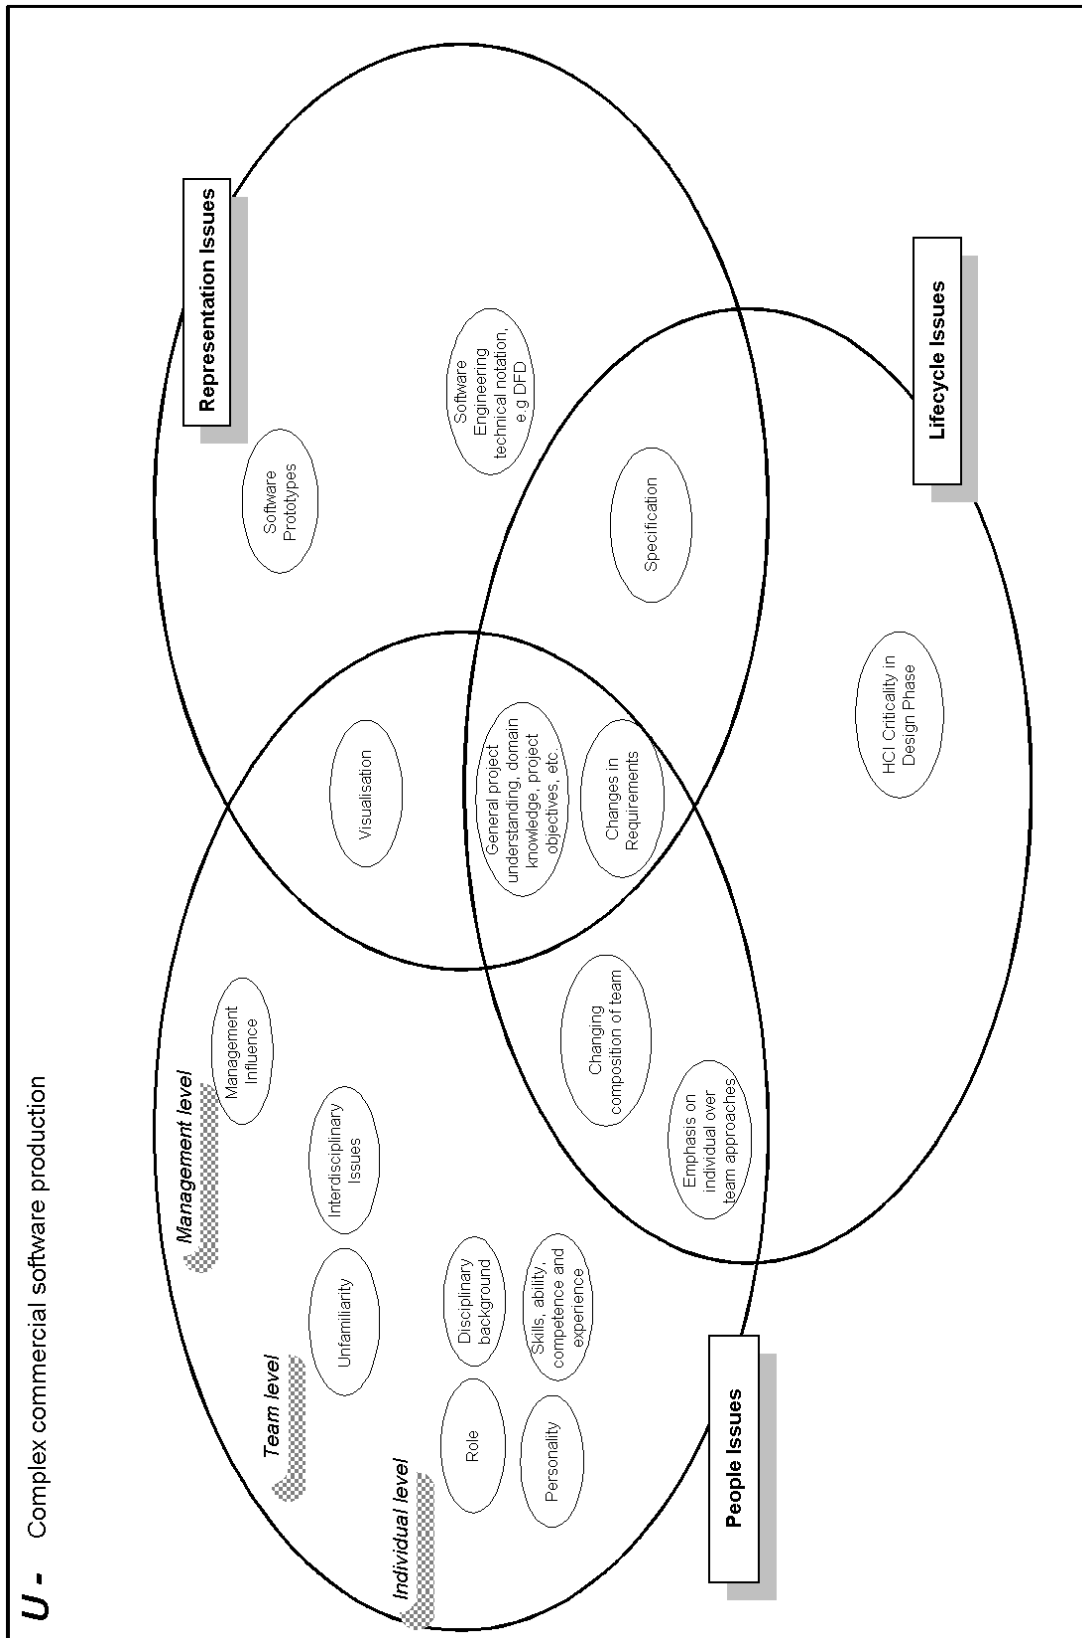 U - Complex commercial software production
Management level
Management
Influence
Team level
Interdisciplinary
Issues
Unfamiliarity
Individual level
Disciplinary
background
Role
Skills, ability,
competence and
experience
Personality
People Issues
Representation Issues
Software
Prototypes
Software
Engineering
technical notation,
e.g DFD
Visualisation
General project
understanding, domain
knowledge, project
objectives, etc.
Changes in
Requirements
Specification
Changing
composition of team
Emphasis on
individual over
team approaches
HCI Criticality in
Design Phase
Lifecycle Issues